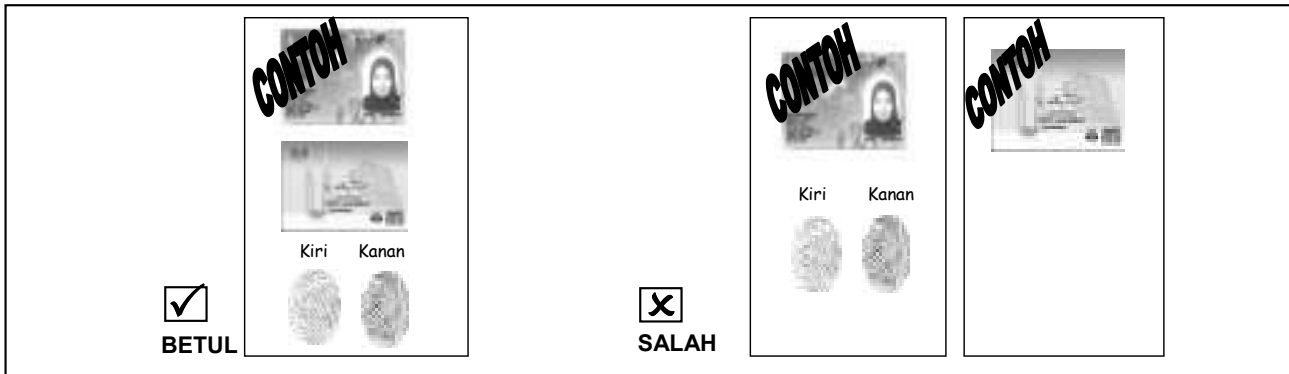 CONTOH
Kiri Kanan
BETUL
CONTOH
Kiri Kanan
SALAH
CONTOH